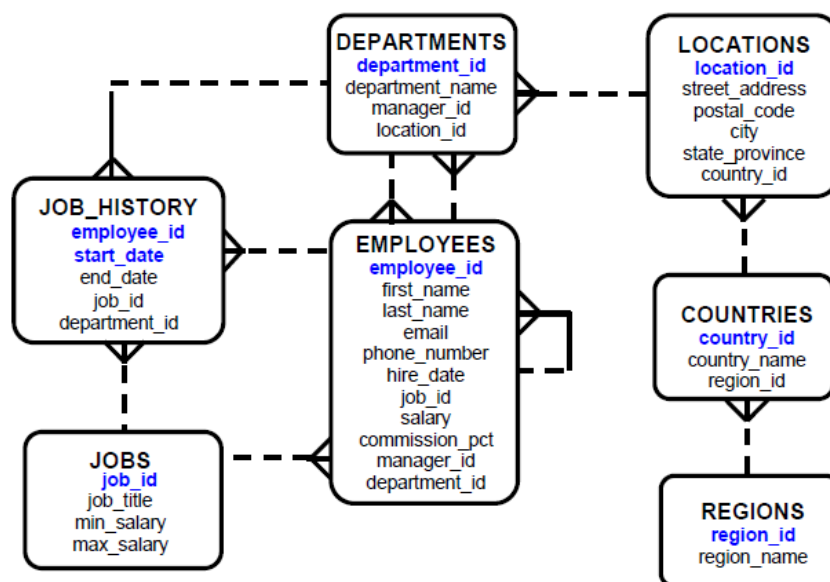 DEPARTMENTS
department_id
department_name
manager_id
location_id
LOCATIONS
location_id
street_address
postal_code
city
state_province
country_id
JOB_HISTORY
employee_id
start_date
end_date
job_id
department_id
EMPLOYEES
employee_id
first_name
last_name
email
phone_number
hire_date
job_id
salary
commission_pct
manager_id
department_id
COUNTRIES
country_id
country_name
region_id
JOBS
job_id
job_title
min_salary
max_salary
REGIONS
region_id
region_name